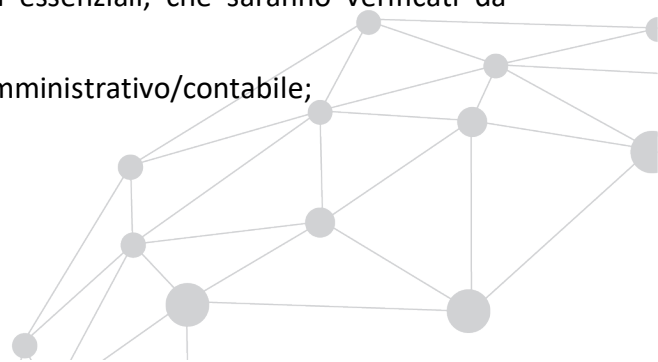 essenziali, che saranno verificati da
mministrativo/contabile;